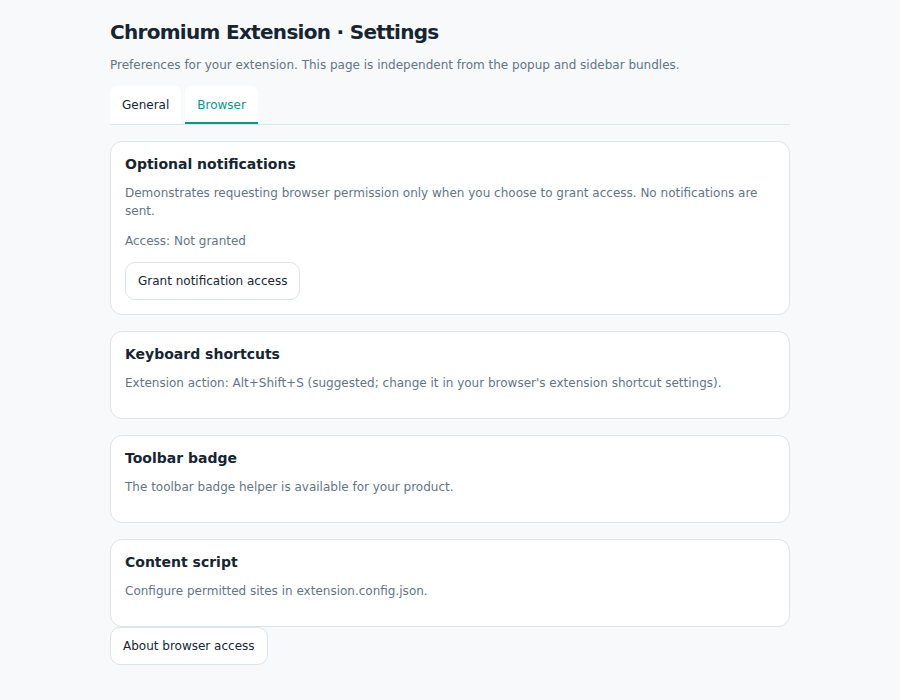 Chromium Extension · Settings
Preferences for your extension. This page is independent from the popup and sidebar bundles.
General
Browser
Optional notifications
Demonstrates requesting browser permission only when you choose to grant access. No notifications are
sent.
Access: Not granted
Grant notification access
Keyboard shortcuts
Extension action: Alt+Shift+S (suggested; change it in your browser's extension shortcut settings).
Toolbar badge
The toolbar badge helper is available for your product.
Content script
Configure permitted sites in extension.config.json.
About browser access